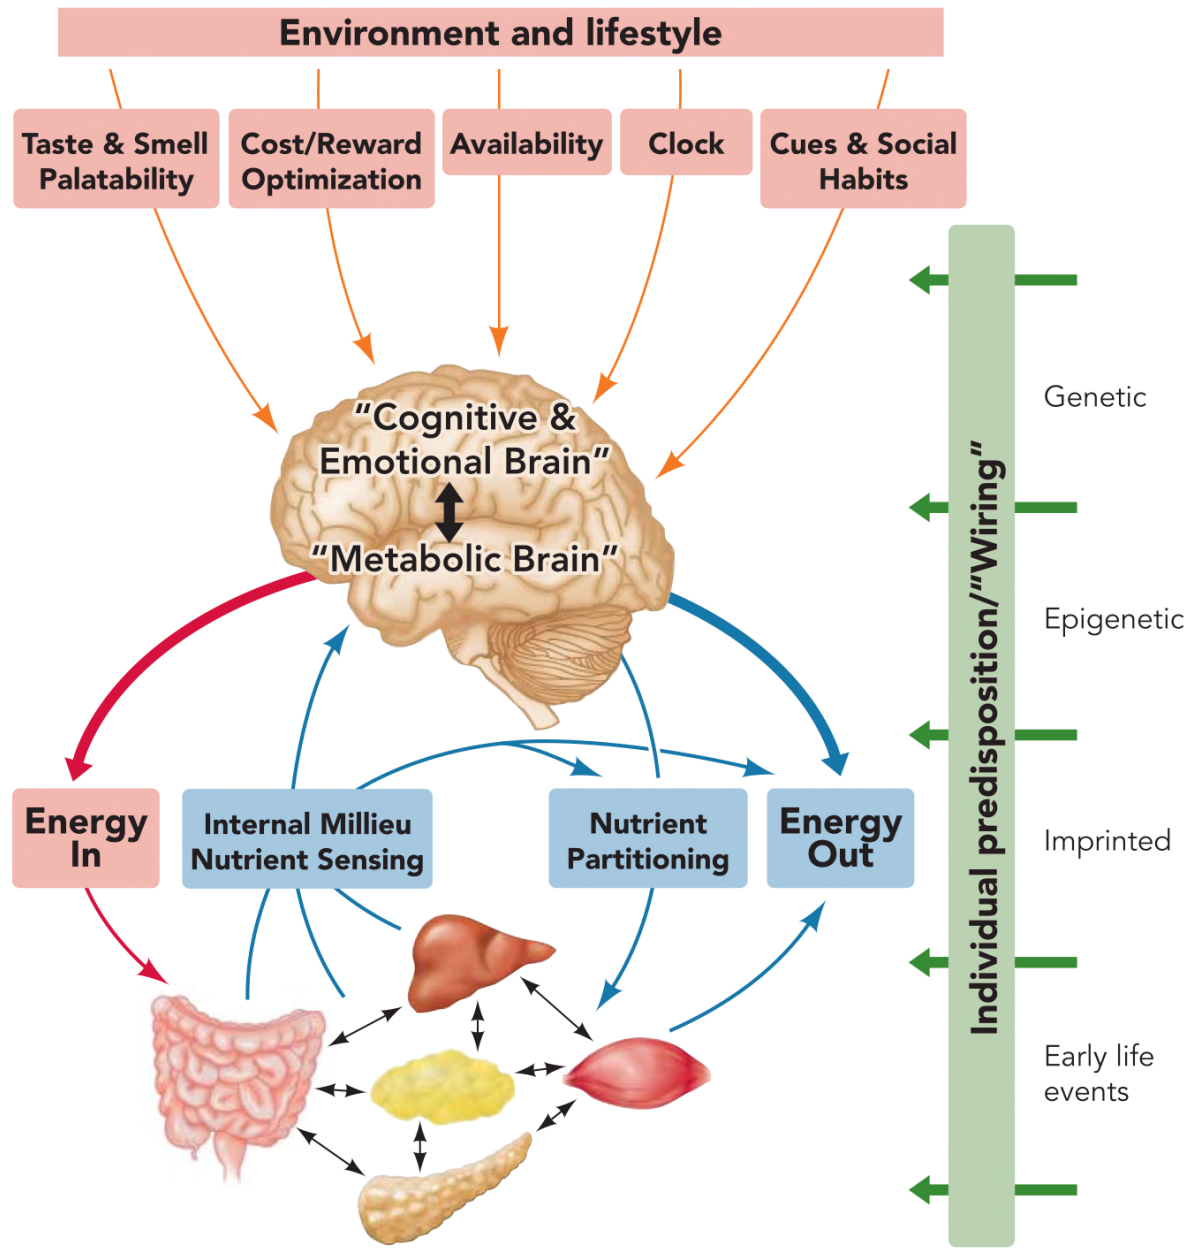 Environment and lifestyle
Taste & Smell
Palatability
Cost/Reward
Optimization
Availability
Clock
Cues & Social
Habits
“Cognitive &
Emotional Brain”
“Metabolic Brain”
Energy
In
Internal Millieu
Nutrient Sensing
Nutrient
Partitioning
Energy
Out
Individual predisposition/“Wiring”
Genetic
Epigenetic
Imprinted
Early life
events